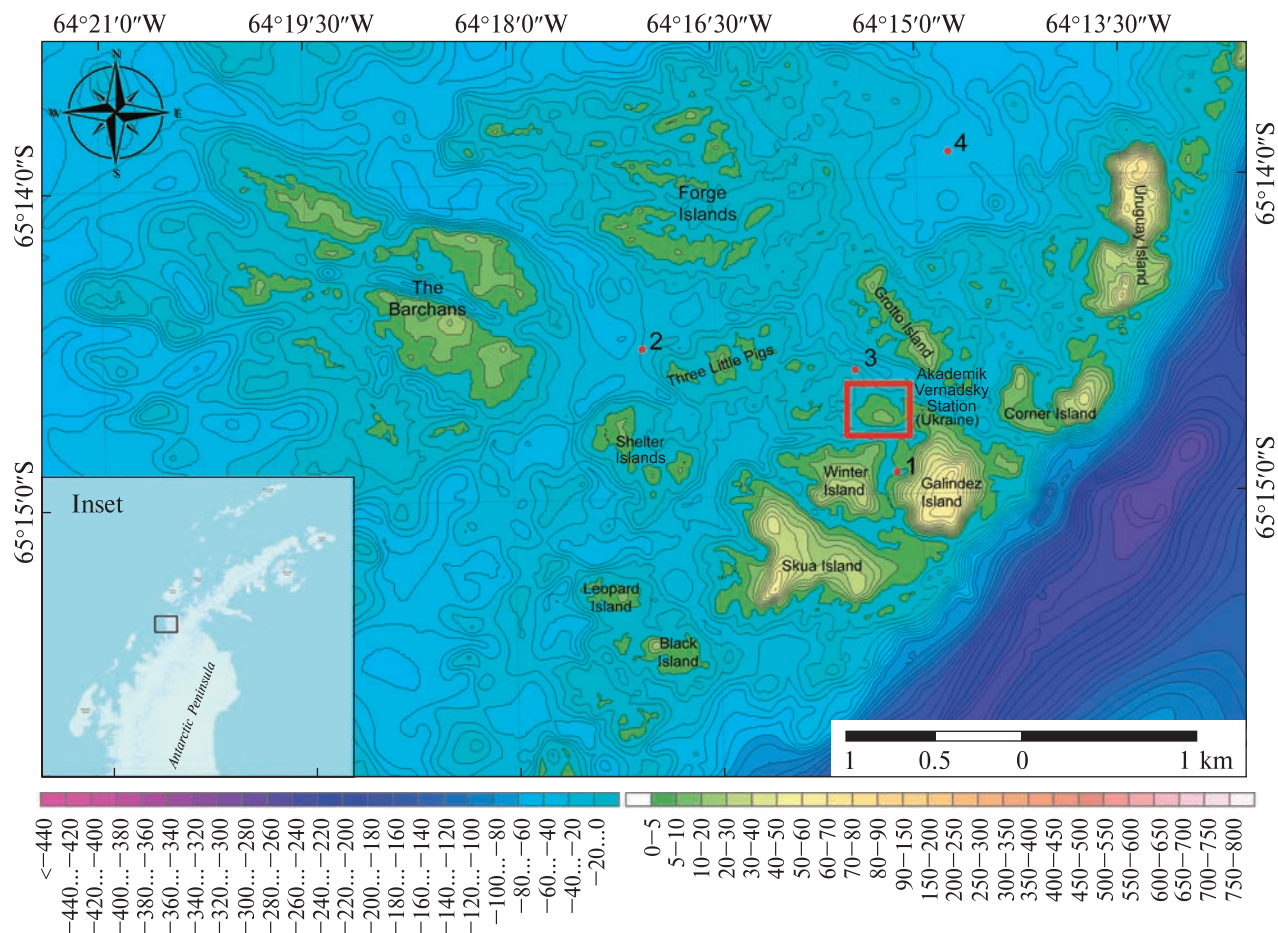 64°21′0″W 64°19′30″W 64°18′0″W 64°16′30″W 64°15′0″W 64°13′30″W
N
W E
S
4
65°14′0″S
65°14′0″S
Forge
Islands
Uruguay Island
The
Barchans
Grotto Island
2
Three Little Pigs
3
Akademik
Vernadsky
Station
(Ukraine)
Corner Island
Shelter
Islands
1
Winter
Island
Galindez
Island
65°15′0″S
65°15′0″S
Inset
Skua Island
Leopard
Island
Black
Island
Antarctic Peninsula
1 0.5 0 1 km
<−440
−440...−420
−420...−400
−400...−380
−380...−360
−360...−340
−340...−320
−320...−300
−300...−280
−280...−260
−260...−240
−240...−220
−220...−200
−200...−180
−180...−160
−160...−140
−140...−120
−120...−100
−100...−80
−80...−60
−60...−40
−40...−20
−20...0
0−5
5−10
10−20
20−30
30−40
40−50
50−60
60−70
70−80
80−90
90−150
150−200
200−250
250−300
300−350
350−400
400−450
450−500
500−550
550−600
600−650
650−700
700−750
750−800